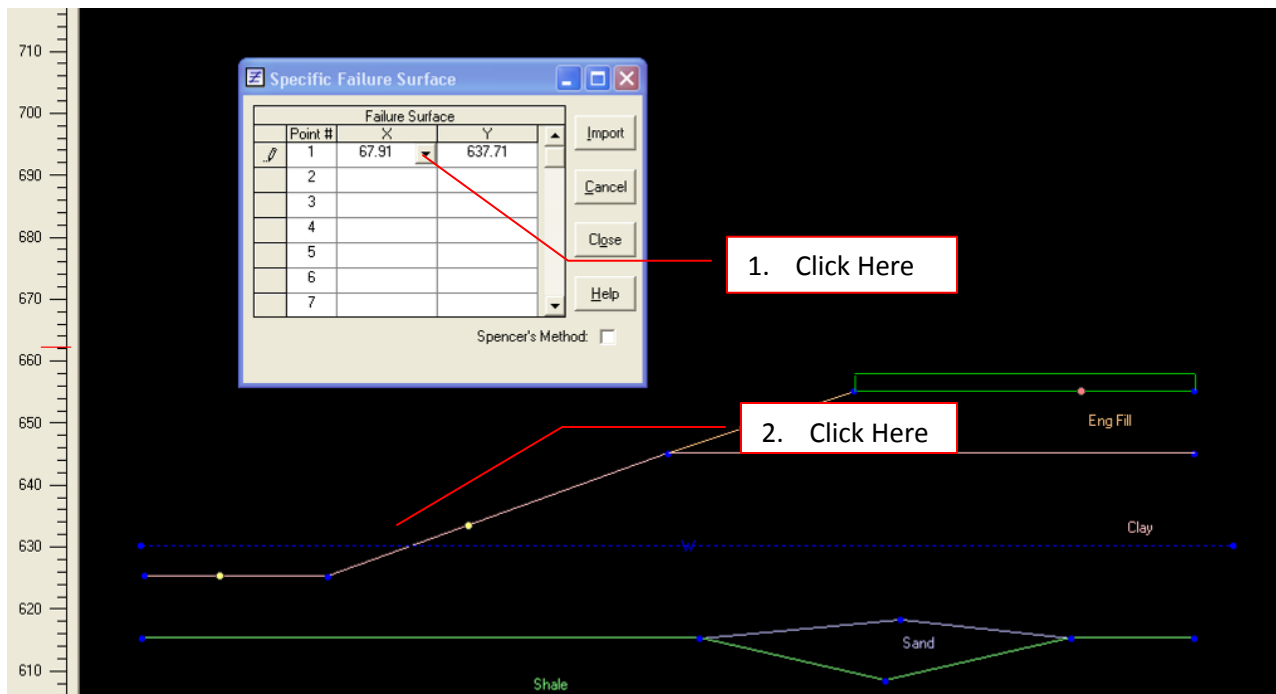 710
700
690
680
670
660
650
640
630
620
610
Specific Failure Surface
Failure Surface
Point # X Y
1 67.91 637.71
2
3
4
5
6
7
Import
Cancel
Close
Help
Spencer's Method:
1. Click Here
2. Click Here
Eng Fill
Clay
W
Sand
Shale